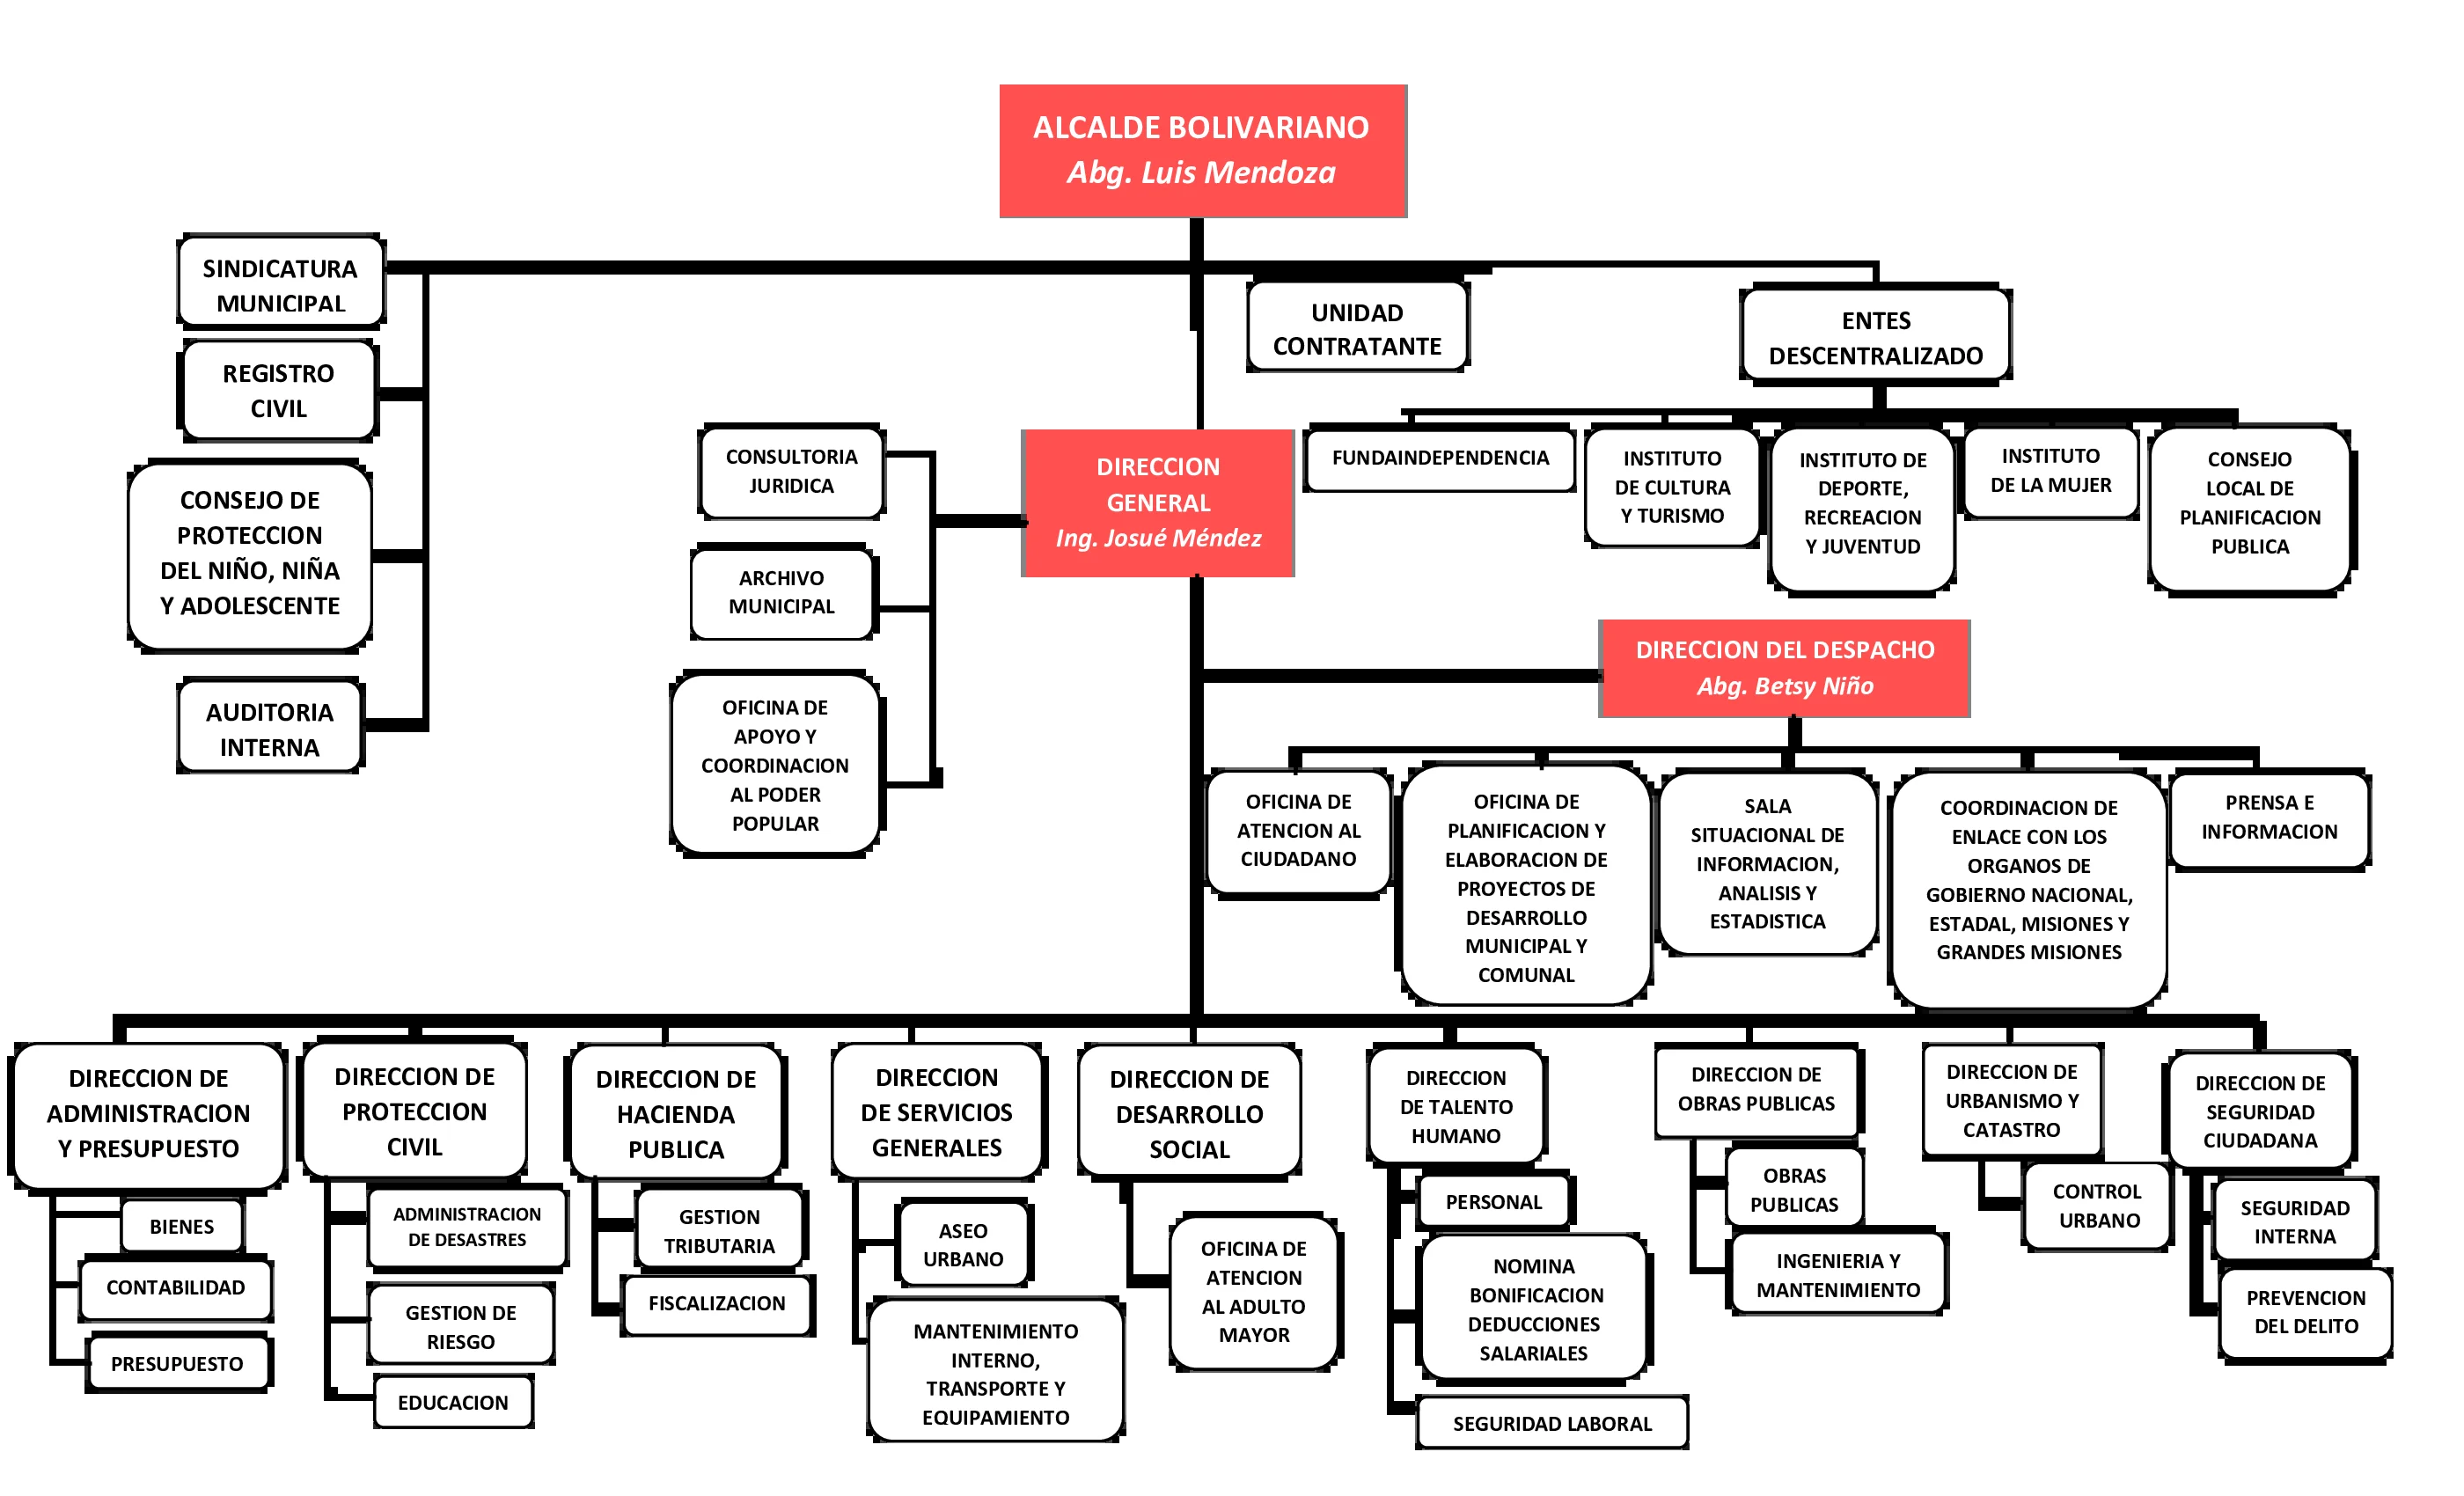 ALCALDE BOLIVARIANO
Abg. Luis Mendoza
SINDICATURA
MUNICIPAL
REGISTRO
CIVIL
CONSEJO DE
PROTECCION
DEL NIÑO, NIÑA
Y ADOLESCENTE
AUDITORIA
INTERNA
UNIDAD
CONTRATANTE
ENTES
DESCENTRALIZADO
CONSULTORIA
JURIDICA
ARCHIVO
MUNICIPAL
OFICINA DE
APOYO Y
COORDINACION
AL PODER
POPULAR
DIRECCION
GENERAL
Ing. Josué Méndez
FUNDAINDEPENDENCIA
INSTITUTO
DE CULTURA
Y TURISMO
INSTITUTO DE
DEPORTE,
RECREACION
Y JUVENTUD
INSTITUTO
DE LA MUJER
CONSEJO
LOCAL DE
PLANIFICACION
PUBLICA
DIRECCION DEL DESPACHO
Abg. Betsy Niño
OFICINA DE
ATENCION AL
CIUDADANO
OFICINA DE
PLANIFICACION Y
ELABORACION DE
PROYECTOS DE
DESARROLLO
MUNICIPAL Y
COMUNAL
SALA
SITUACIONAL DE
INFORMACION,
ANALISIS Y
ESTADISTICA
COORDINACION DE
ENLACE CON LOS
ORGANOS DE
GOBIERNO NACIONAL,
ESTADAL, MISIONES Y
GRANDES MISIONES
PRENSA E
INFORMACION
DIRECCION DE
ADMINISTRACION
Y PRESUPUESTO
BIENES
CONTABILIDAD
PRESUPUESTO
DIRECCION DE
PROTECCION
CIVIL
ADMINISTRACION
DE DESASTRES
GESTION DE
RIESGO
EDUCACION
DIRECCION DE
HACIENDA
PUBLICA
GESTION
TRIBUTARIA
FISCALIZACION
DIRECCION
DE SERVICIOS
GENERALES
ASEO
URBANO
MANTENIMIENTO
INTERNO,
TRANSPORTE Y
EQUIPAMIENTO
DIRECCION DE
DESARROLLO
SOCIAL
OFICINA DE
ATENCION
AL ADULTO
MAYOR
DIRECCION
DE TALENTO
HUMANO
PERSONAL
NOMINA
BONIFICACION
DEDUCCIONES
SALARIALES
SEGURIDAD LABORAL
DIRECCION DE
OBRAS PUBLICAS
OBRAS
PUBLICAS
INGENIERIA Y
MANTENIMIENTO
DIRECCION DE
URBANISMO Y
CATASTRO
CONTROL
URBANO
DIRECCION DE
SEGURIDAD
CIUDADANA
SEGURIDAD
INTERNA
PREVENCION
DEL DELITO